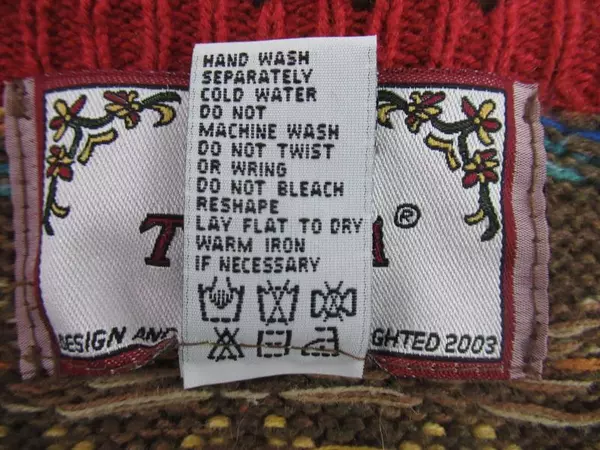 HAND WASH
SEPARATELY
COLD WATER
DO NOT
MACHINE WASH
DO NOT TWIST
OR WRING
DO NOT BLEACH
RESHAPE
LAY FLAT TO DRY
WARM IRON
IF NECESSARY
T ®
DESIGN AND GHTED 2003